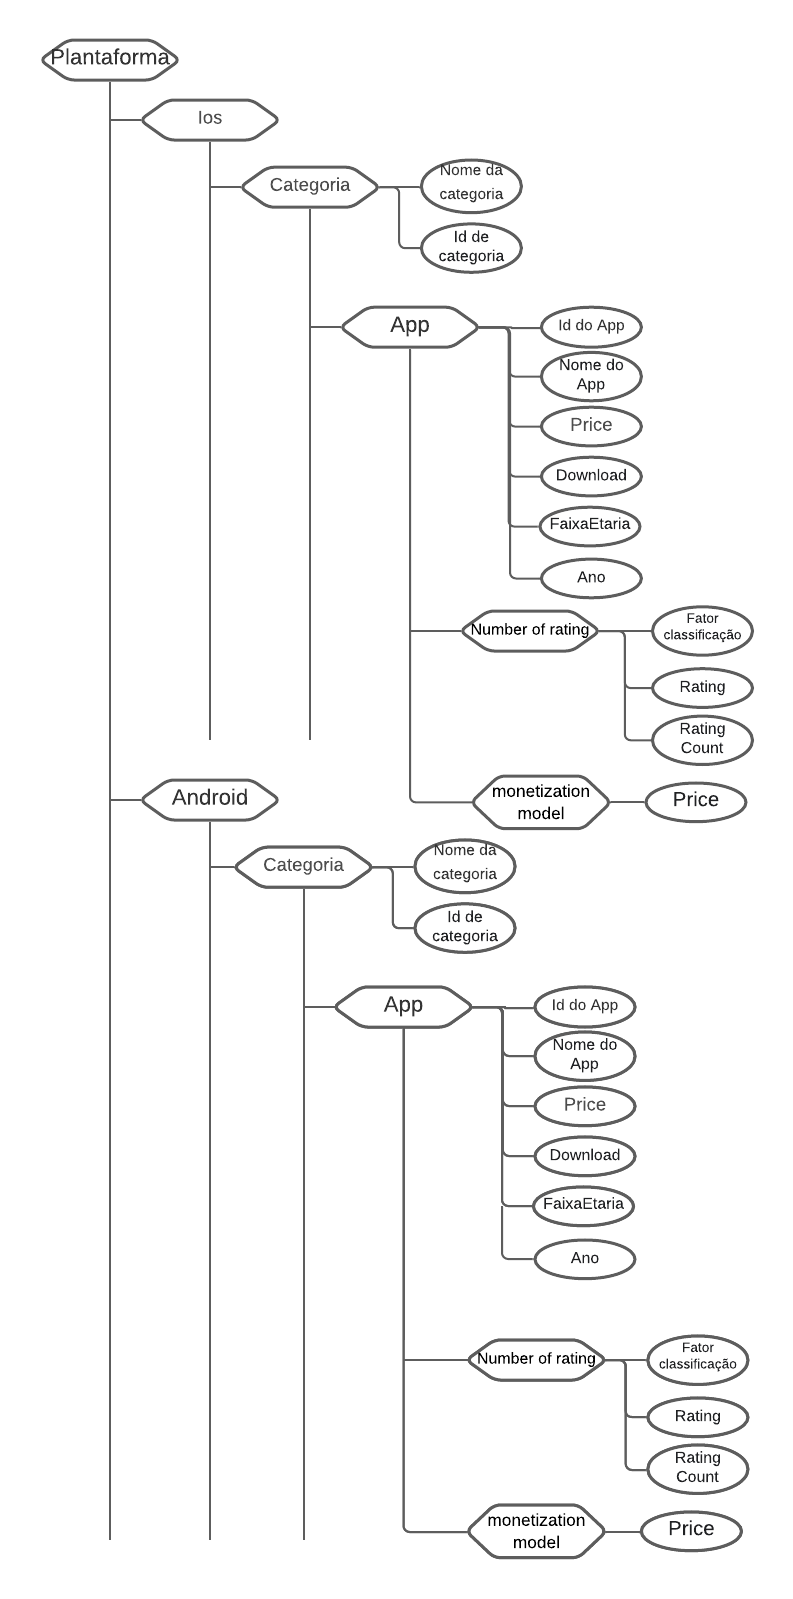 Plantaforma
Ios
Categoria
Nome da
categoria
Id de
categoria
App
Id do App
Nome do
App
Price
Download
FaixaEtaria
Ano
Number of rating
Fator
classificação
Rating
Rating
Count
monetization
model
Price
Android
Categoria
Nome da
categoria
Id de
categoria
App
Id do App
Nome do
App
Price
Download
FaixaEtaria
Ano
Number of rating
Fator
classificação
Rating
Rating
Count
monetization
model
Price